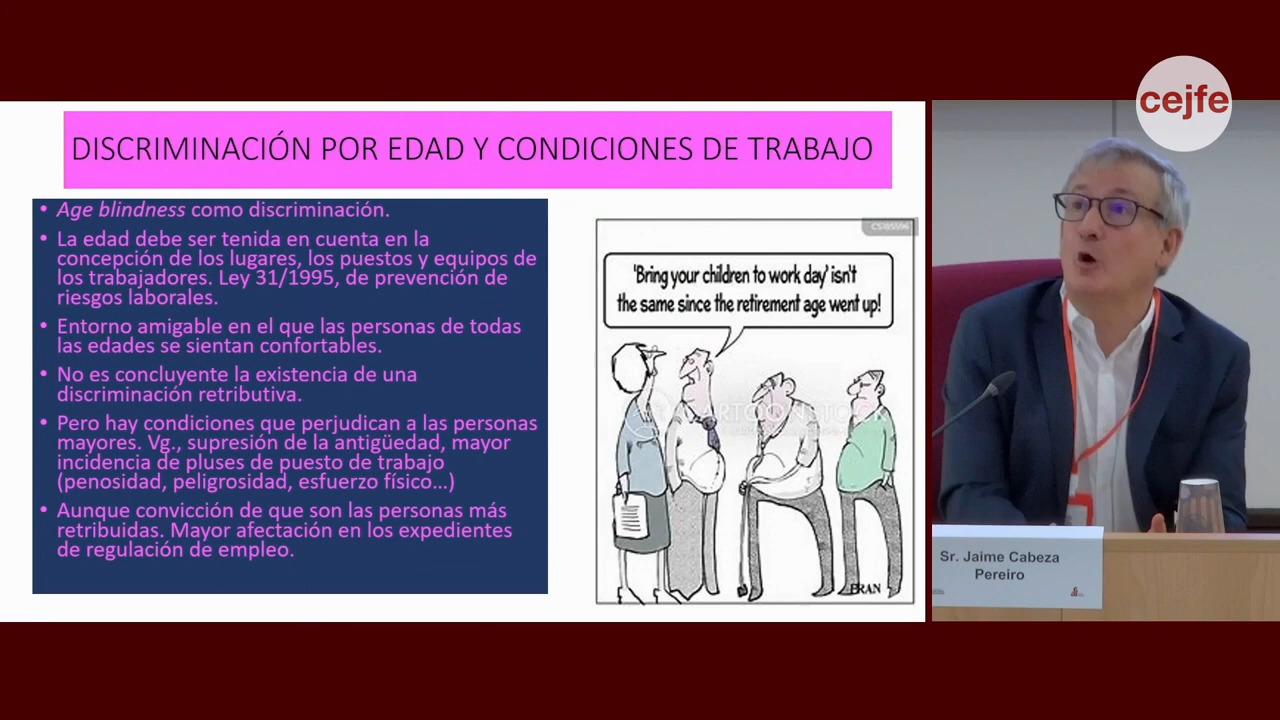 cejfe
DISCRIMINACIÓN POR EDAD Y CONDICIONES DE TRABAJO
• Age blindness como discriminación.
• La edad debe ser tenida en cuenta en la
concepción de los lugares, los puestos y equipos de
los trabajadores. Ley 31/1995, de prevención de
riesgos laborales.
• Entorno amigable en el que las personas de todas
las edades se sientan confortables.
• No es concluyente la existencia de una
discriminación retributiva.
• Pero hay condiciones que perjudican a las personas
mayores. Vg., supresión de la antigüedad, mayor
incidencia de pluses de puesto de trabajo
(penosidad, peligrosidad, esfuerzo físico…)
• Aunque convicción de que son las personas más
retribuidas. Mayor afectación en los expedientes
de regulación de empleo.
'Bring your children to work day' isn't
the same since the retirement age went up!
CARTOONSTOCK
BRAN
Sr. Jaime Cabeza
Pereiro